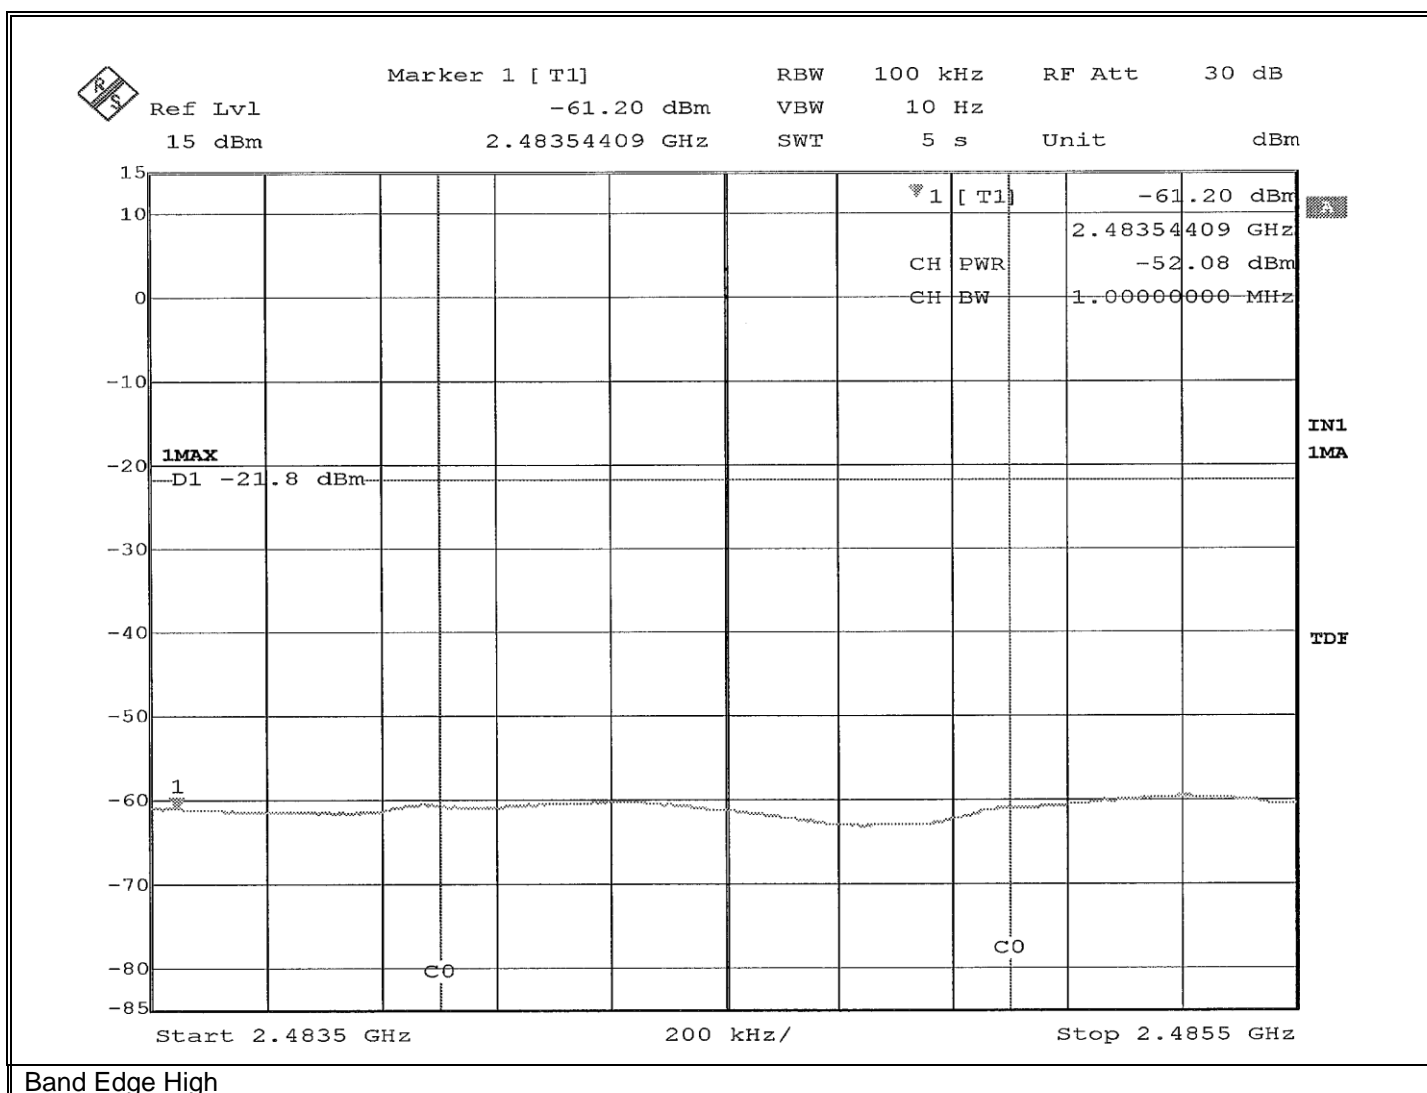 R S
Marker 1 [T1] RBW 100 kHz RF Att 30 dB
Ref Lvl -61.20 dBm VBW 10 Hz
15 dBm 2.48354409 GHz SWT 5 s Unit dBm
15
1 [T1] -61.20 dBm
A
10
2.48354409 GHz
CH PWR -52.08 dBm
0
CH BW 1.00000000 MHz
-10
IN1
1MAX
1MA
-20
D1 -21.8 dBm
-30
-40
TDF
-50
1
-60
-70
C0
-80
C0
-85
Start 2.4835 GHz 200 kHz/ Stop 2.4855 GHz
Band Edge High